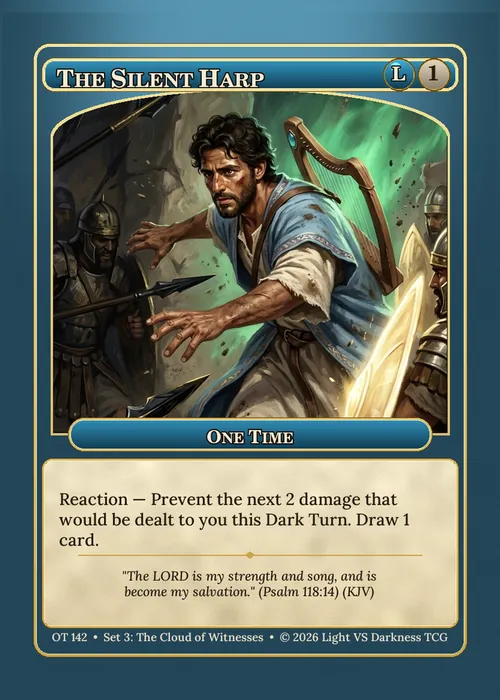 The Silent Harp L 1
One Time
Reaction — Prevent the next 2 damage that
would be dealt to you this Dark Turn. Draw 1
card.
"The LORD is my strength and song, and is
become my salvation." (Psalm 118:14) (KJV)
OT 142 • Set 3: The Cloud of Witnesses • © 2026 Light VS Darkness TCG